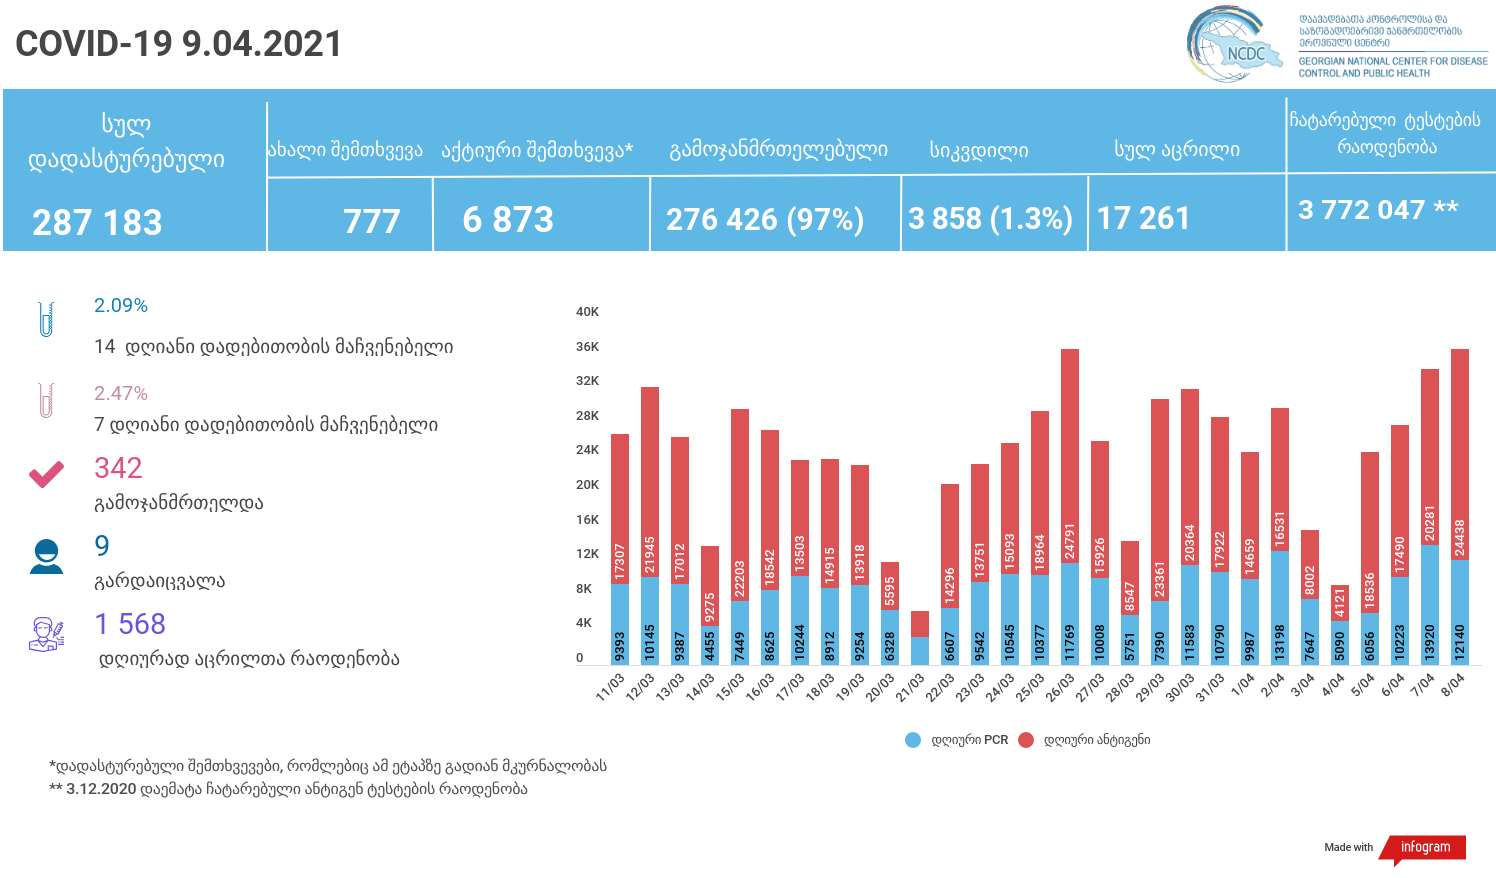 COVID-19 9.04.2021
დაავადებათა კონტროლისა და
საზოგადოებრივი ჯანმრთელობის
ეროვნული ცენტრი
NCDC
GEORGIAN NATIONAL CENTER FOR DISEASE
CONTROL AND PUBLIC HEALTH
სულ
დადასტურებული
287 183
ახალი შემთხვევა
777
აქტიური შემთხვევა*
6 873
გამოჯანმრთელებული
276 426 (97%)
სიკვდილი
3 858 (1.3%)
სულ აცრილი
17 261
ჩატარებული ტესტების
რაოდენობა
3 772 047 **
2.09%
14 დღიანი დადებითობის მაჩვენებელი
2.47%
7 დღიანი დადებითობის მაჩვენებელი
342
გამოჯანმრთელდა
9
გარდაიცვალა
1 568
დღიურად აცრილთა რაოდენობა
40K
36K
32K
28K
24K
20K
16K
12K
8K
4K
0
17307 21945 17012 9275 22203 18542 13503 14915 13918 5595 14296 13751 15093 18964 24791 15926 8547 23361 20364 17922 14659 16531 8002 4121 18536 17490 20281 24438
9393 10145 9387 4455 7449 8625 10244 8912 9254 6328 6607 9542 10545 10377 11769 10008 5751 7390 11583 10790 9987 13198 7647 5090 6056 10223 13920 12140
11/03 12/03 13/03 14/03 15/03 16/03 17/03 18/03 19/03 20/03 21/03 22/03 23/03 24/03 25/03 26/03 27/03 28/03 29/03 30/03 31/03 1/04 2/04 3/04 4/04 5/04 6/04 7/04 8/04
დღიური PCR დღიური ანტიგენი
*დადასტურებული შემთხვევები, რომლებიც ამ ეტაპზე გადიან მკურნალობას
** 3.12.2020 დაემატა ჩატარებული ანტიგენ ტესტების რაოდენობა
Made with infogram